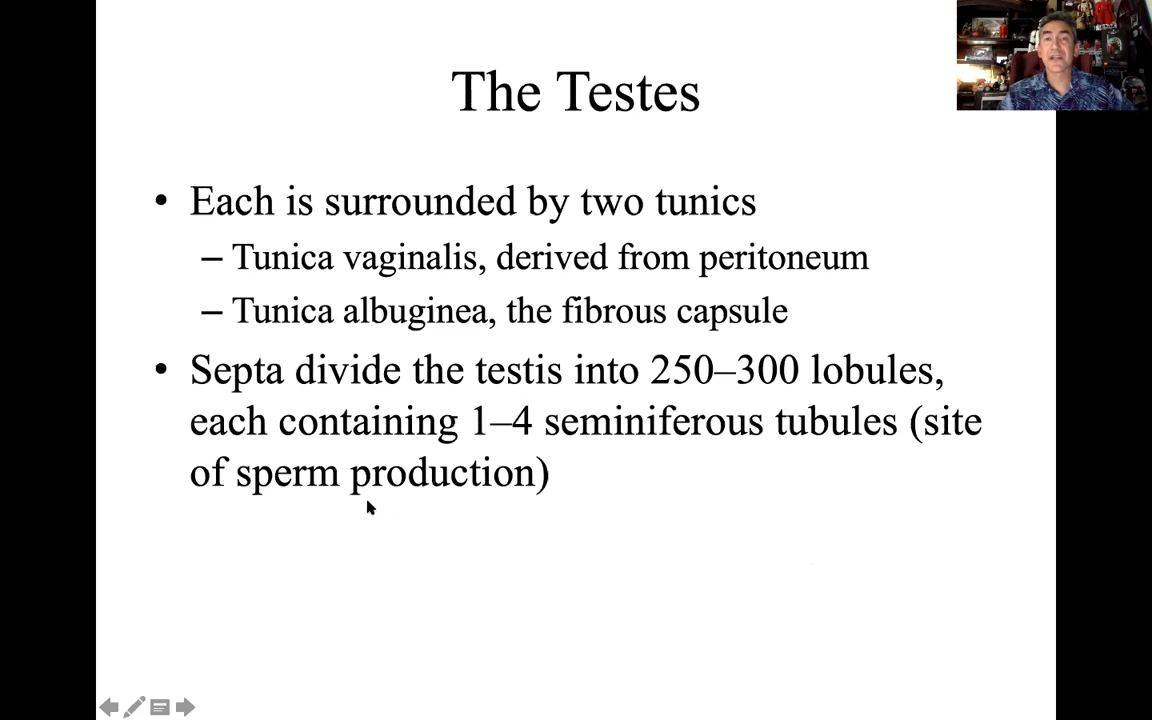 The Testes
• Each is surrounded by two tunics
– Tunica vaginalis, derived from peritoneum
– Tunica albuginea, the fibrous capsule
• Septa divide the testis into 250–300 lobules,
each containing 1–4 seminiferous tubules (site
of sperm production)